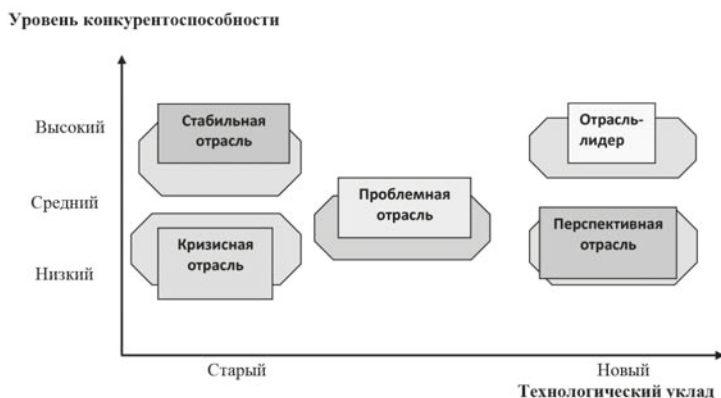 Уровень конкурентоспособности
Высокий
Стабильная
отрасль
Отрасль-
лидер
Средний
Проблемная
отрасль
Перспективная
отрасль
Кризисная
отрасль
Низкий
Старый
Новый
Технологический уклад